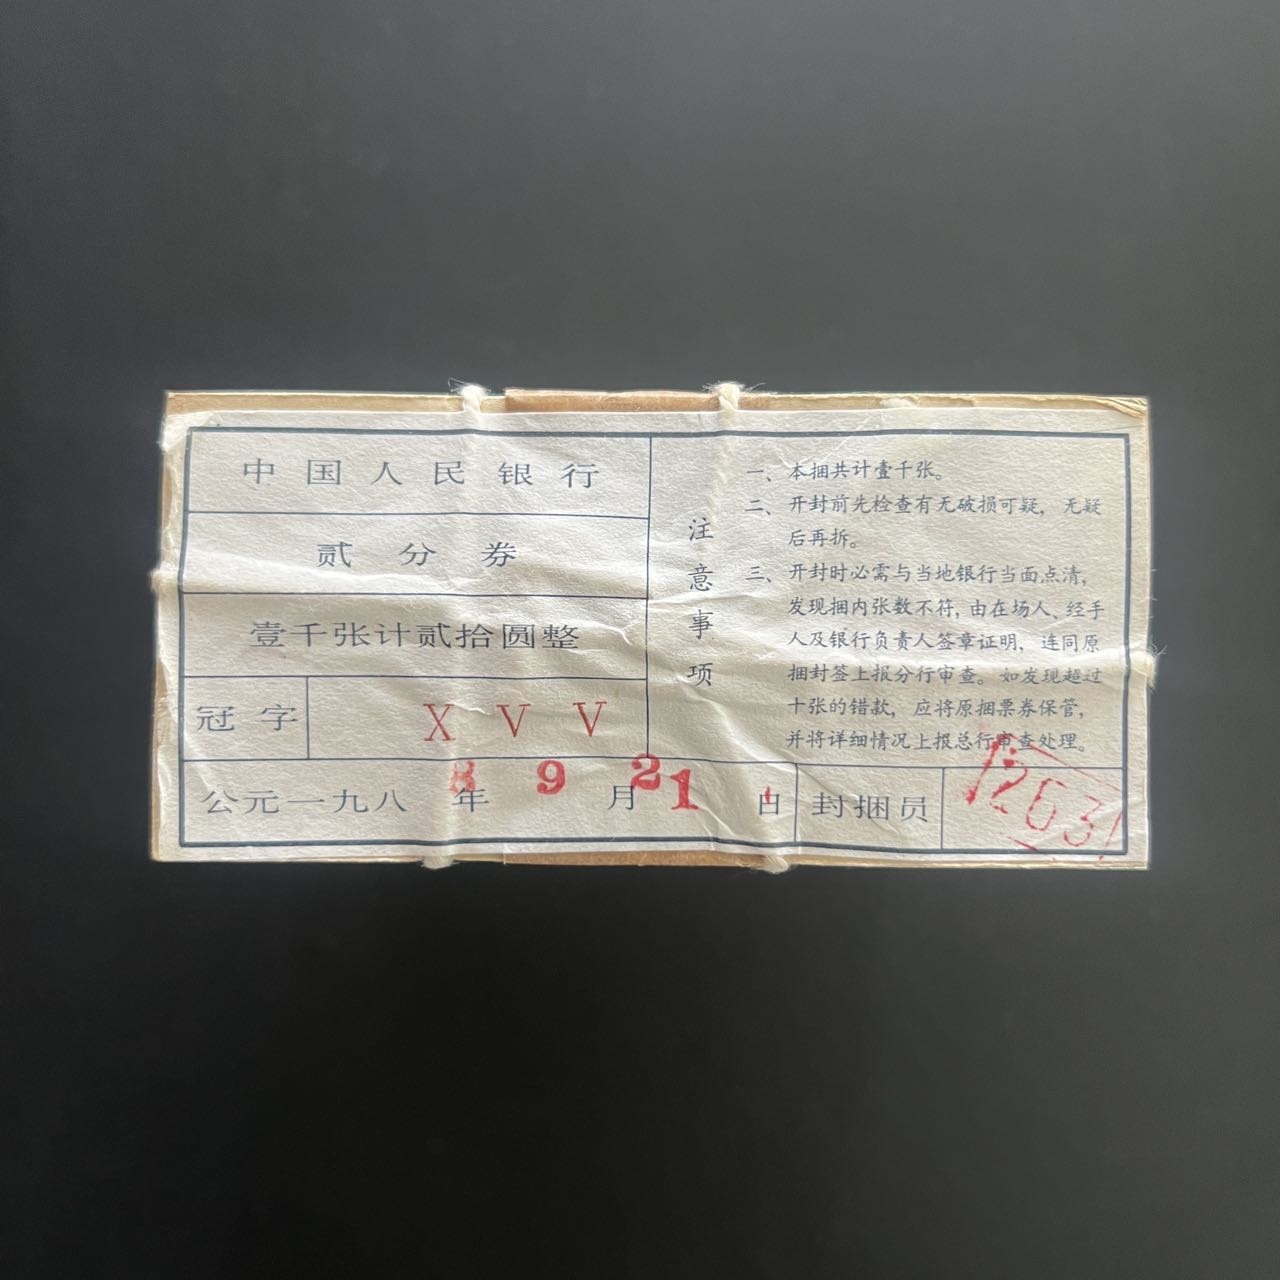 中国人民银行
贰分券
壹千张计贰拾圆整
冠字 X V V
公元一九八8年9月21日 封捆员 263
注意事项
一、本捆共计壹千张。
二、开封前先检查有无破损可疑，无疑
后再拆。
三、开封时必需与当地银行当面点清，
发现捆内张数不符，由在场人、经手
人及银行负责人签章证明，连同原
捆封签上报分行审查。如发现超过
十张的错款，应将原捆票券保管，
并将详细情况上报总行审查处理。